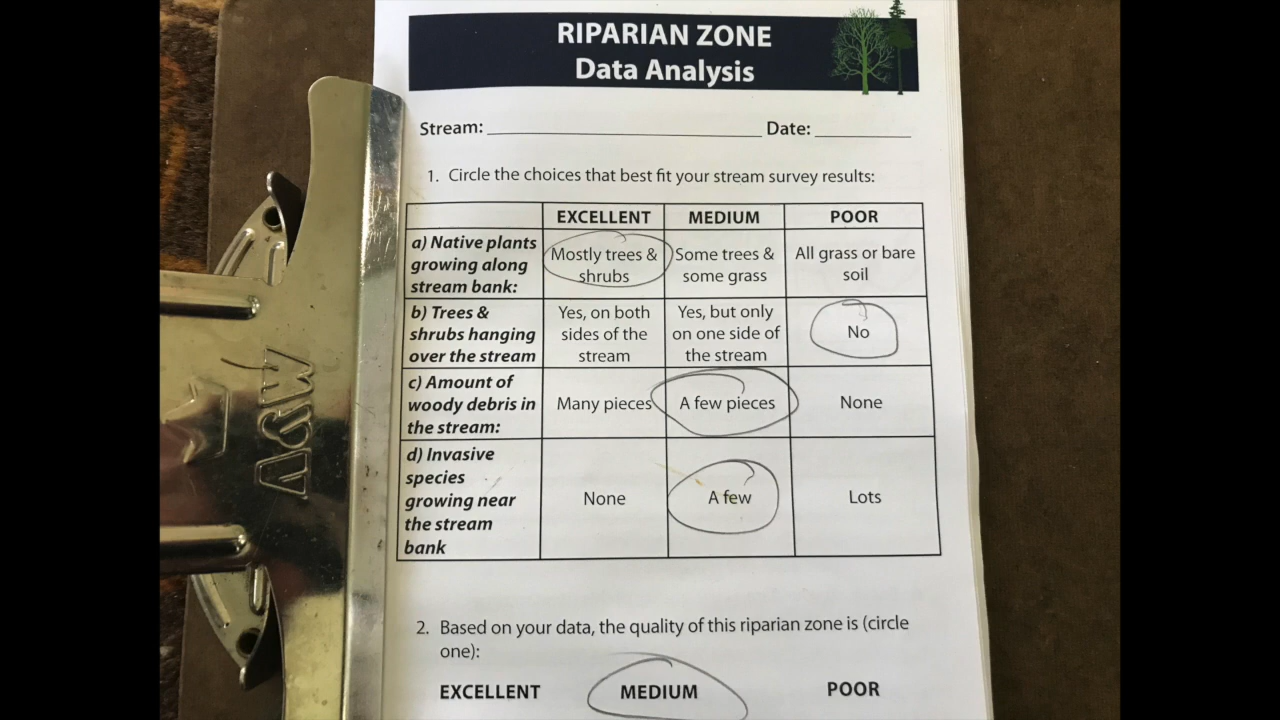 RIPARIAN ZONE
Data Analysis
Stream: ____________________ Date: ________
1. Circle the choices that best fit your stream survey results:
EXCELLENT MEDIUM POOR
a) Native plants growing along stream bank: Mostly trees & shrubs Some trees & some grass All grass or bare soil
b) Trees & shrubs hanging over the stream Yes, on both sides of the stream Yes, but only on one side of the stream No
c) Amount of woody debris in the stream: Many pieces A few pieces None
d) Invasive species growing near the stream bank None A few Lots
2. Based on your data, the quality of this riparian zone is (circle
one):
EXCELLENT MEDIUM POOR